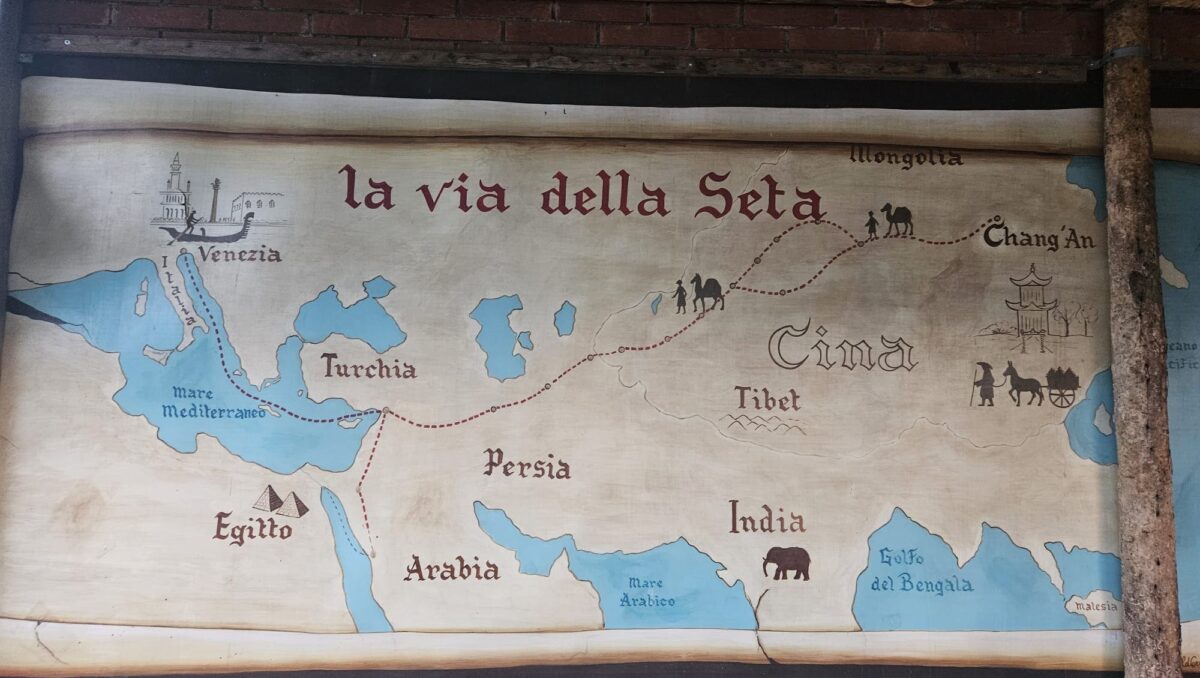 Mongolia
la via della Seta
Venezia
Italia
Chang'An
Turchia
Cina
Mare
Mediterraneo
Tibet
Persia
Egitto
India
Arabia
Golfo
del Bengala
Mare
Arabico
Malesia